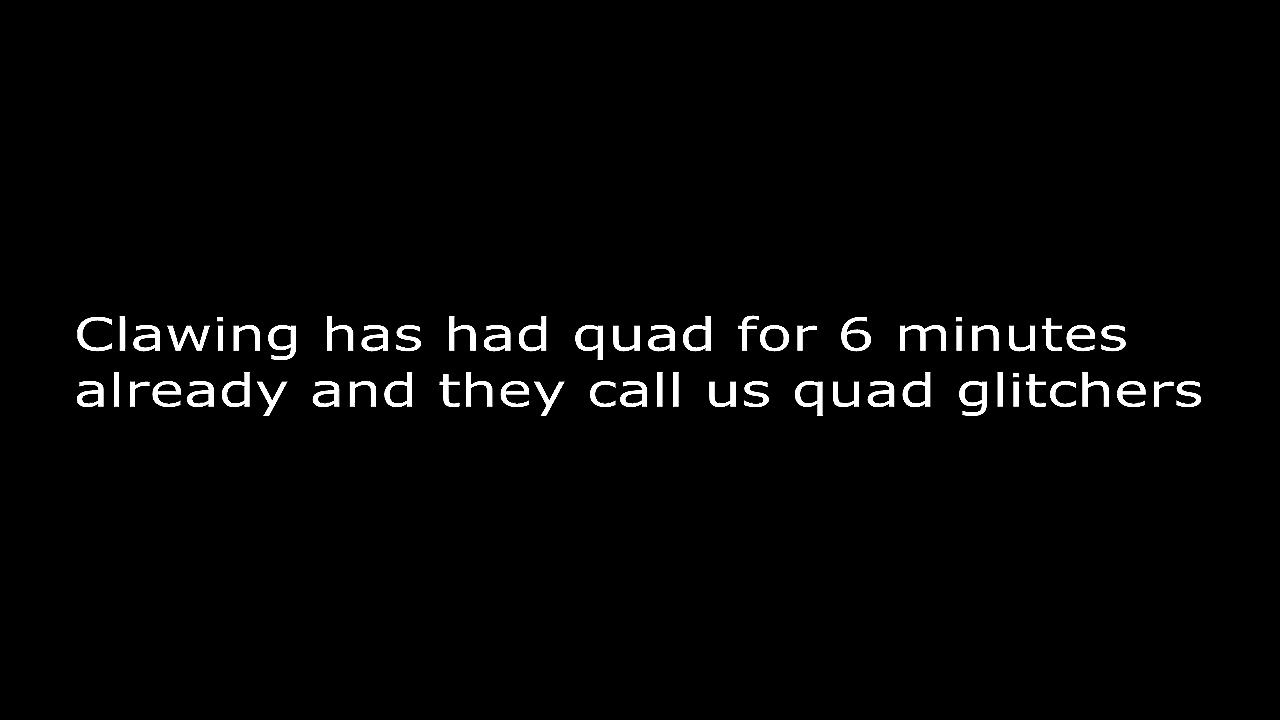 Clawing has had quad for 6 minutes
already and they call us quad glitchers